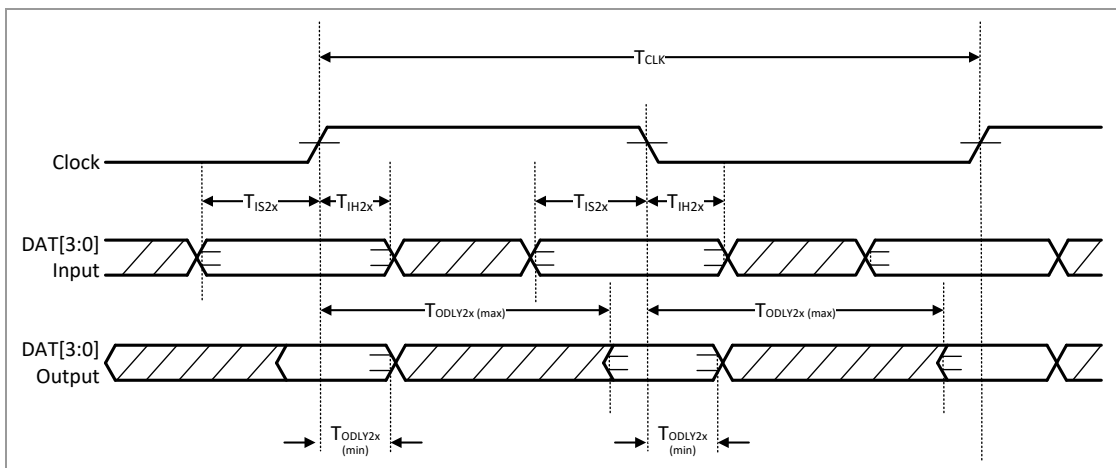 TCLK
Clock
TIS2x
TIH2x
TIS2x
TIH2x
DAT[3:0]
Input
TODLY2x (max)
TODLY2x (max)
DAT[3:0]
Output
TODLY2x
(min)
TODLY2x
(min)